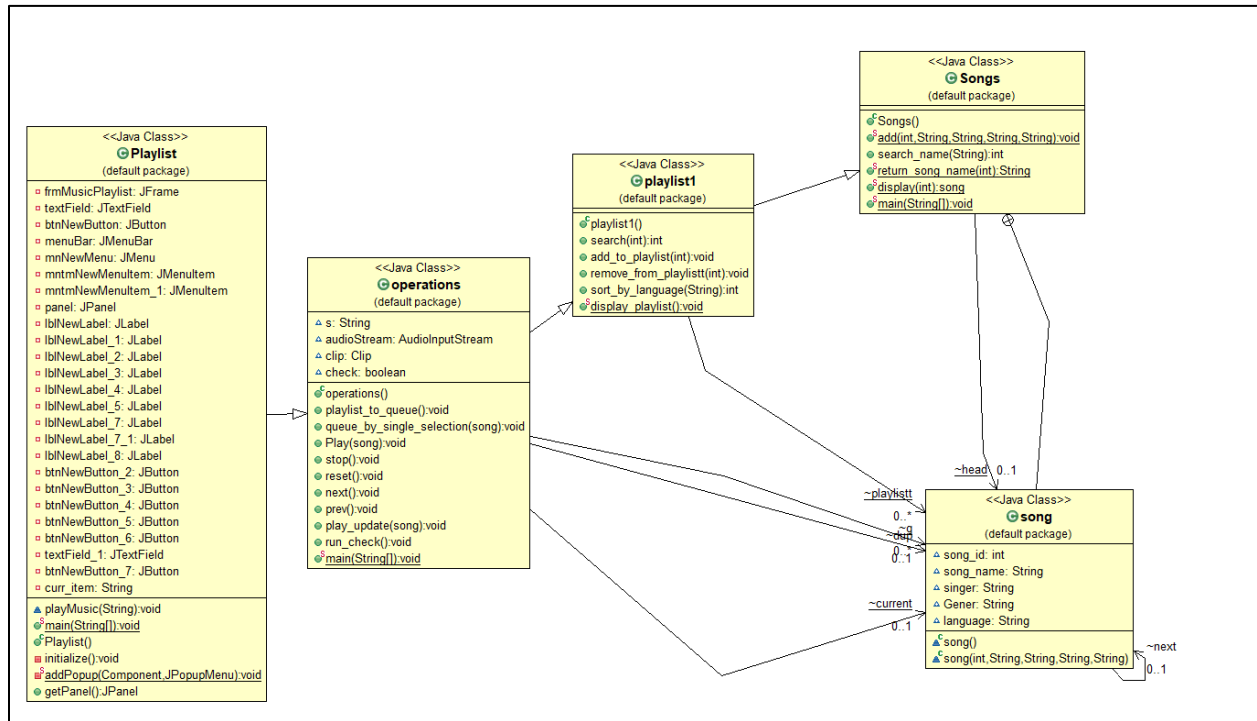 <<Java Class>>
Playlist
(default package)
frmMusicPlaylist: JFrame
textField: JTextField
btnNewButton: JButton
menuBar: JMenuBar
mnNewMenu: JMenu
mntmNewMenuItem: JMenuItem
mntmNewMenuItem_1: JMenuItem
panel: JPanel
lblNewLabel: JLabel
lblNewLabel_1: JLabel
lblNewLabel_2: JLabel
lblNewLabel_3: JLabel
lblNewLabel_4: JLabel
lblNewLabel_5: JLabel
lblNewLabel_7: JLabel
lblNewLabel_7_1: JLabel
lblNewLabel_8: JLabel
btnNewButton_2: JButton
btnNewButton_3: JButton
btnNewButton_4: JButton
btnNewButton_5: JButton
btnNewButton_6: JButton
textField_1: JTextField
btnNewButton_7: JButton
curr_item: String
playMusic(String):void
main(String[]):void
Playlist()
initialize():void
addPopup(Component,JPopupMenu):void
getPanel():JPanel
<<Java Class>>
operations
(default package)
s: String
audioStream: AudioInputStream
clip: Clip
check: boolean
operations()
playlist_to_queue():void
queue_by_single_selection(song):void
Play(song):void
stop():void
reset():void
next():void
prev():void
play_update(song):void
run_check():void
main(String[]):void
<<Java Class>>
playlist1
(default package)
playlist1()
search(int):int
add_to_playlist(int):void
remove_from_playlistt(int):void
sort_by_language(String):int
display_playlist():void
<<Java Class>>
Songs
(default package)
Songs()
add(int,String,String,String,String):void
search_name(String):int
return_song_name(int):String
display(int):song
main(String[]):void
~head 0..1
~playlistt
0..*
~q
~dup
0..*
0..1
~current
0..1
<<Java Class>>
song
(default package)
song_id: int
song_name: String
singer: String
Gener: String
language: String
song()
song(int,String,String,String,String)
~next
0..1